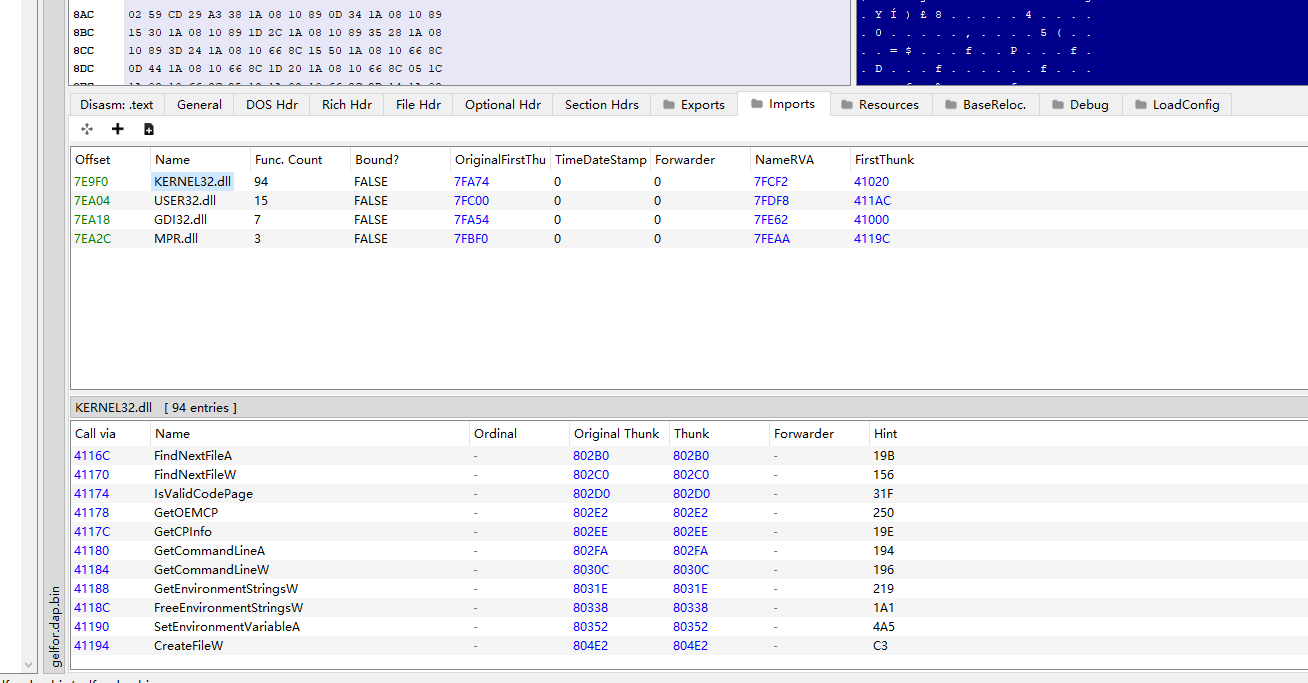 8AC 02 59 CD 29 A3 38 1A 08 10 89 0D 34 1A 08 10 89 . Y Í ) £ 8 . . . . . 4 . . . .
8BC 15 30 1A 08 10 89 1D 2C 1A 08 10 89 35 28 1A 08 . 0 . . . . . , . . . . 5 ( . .
8CC 10 89 3D 24 1A 08 10 66 8C 15 50 1A 08 10 66 8C . . = $ . . . f . . P . . . f .
8DC 0D 44 1A 08 10 66 8C 1D 20 1A 08 10 66 8C 05 1C . D . . . f . . . . . . f . . .
Disasm: .text General DOS Hdr Rich Hdr File Hdr Optional Hdr Section Hdrs Exports Imports Resources BaseReloc. Debug LoadConfig
Offset Name Func. Count Bound? OriginalFirstThu TimeDateStamp Forwarder NameRVA FirstThunk
7E9F0 KERNEL32.dll 94 FALSE 7FA74 0 0 7FCF2 41020
7EA04 USER32.dll 15 FALSE 7FC00 0 0 7FDF8 411AC
7EA18 GDI32.dll 7 FALSE 7FA54 0 0 7FE62 41000
7EA2C MPR.dll 3 FALSE 7FBF0 0 0 7FEAA 4119C
KERNEL32.dll [ 94 entries ]
Call via Name Ordinal Original Thunk Thunk Forwarder Hint
4116C FindNextFileA - 802B0 802B0 - 19B
41170 FindNextFileW - 802C0 802C0 - 156
41174 IsValidCodePage - 802D0 802D0 - 31F
41178 GetOEMCP - 802E2 802E2 - 250
4117C GetCPInfo - 802EE 802EE - 19E
41180 GetCommandLineA - 802FA 802FA - 194
41184 GetCommandLineW - 8030C 8030C - 196
41188 GetEnvironmentStringsW - 8031E 8031E - 219
4118C FreeEnvironmentStringsW - 80338 80338 - 1A1
41190 SetEnvironmentVariableA - 80352 80352 - 4A5
41194 CreateFileW - 804E2 804E2 - C3
gelfor.dap.bin